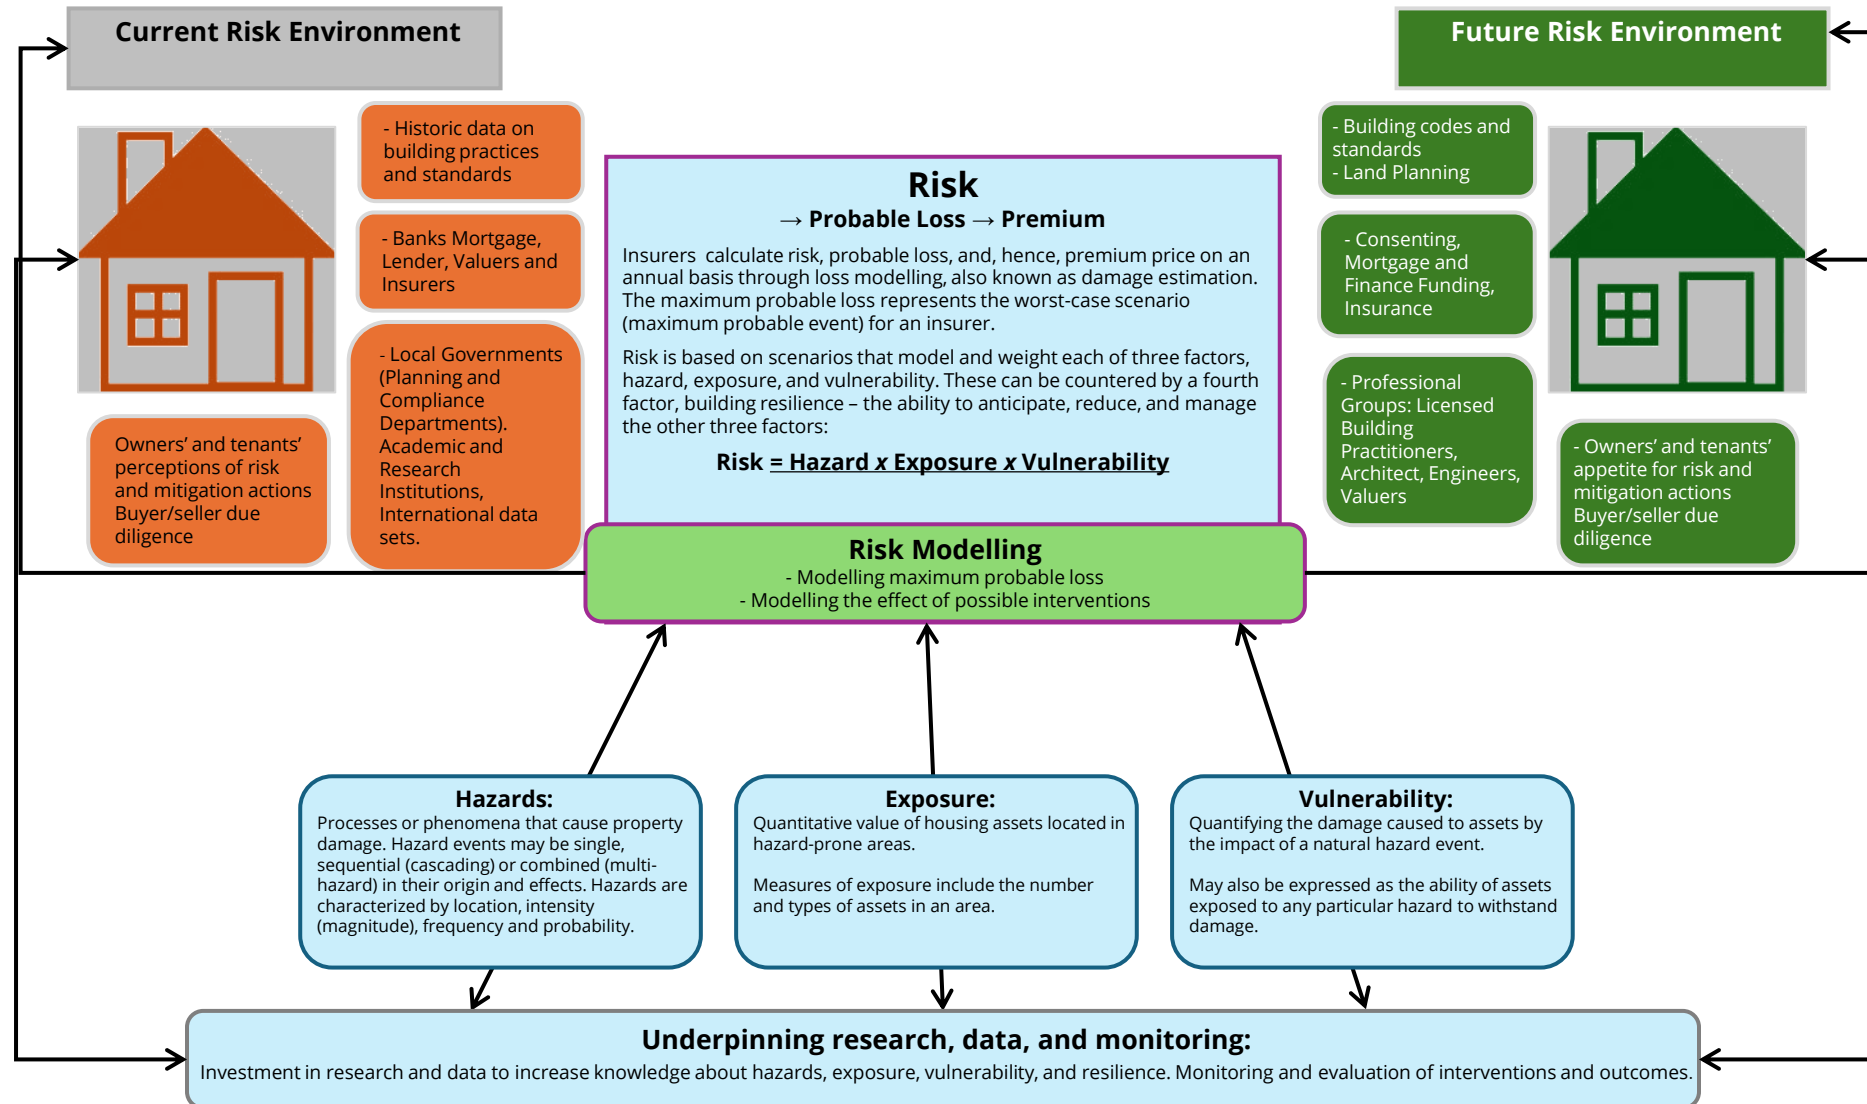 Current Risk Environment
Future Risk Environment
- Historic data on
building practices
and standards
- Banks Mortgage,
Lender, Valuers and
Insurers
- Local Governments
(Planning and
Compliance
Departments).
Academic and
Research
Institutions,
International data
sets.
Owners’ and tenants’
perceptions of risk
and mitigation actions
Buyer/seller due
diligence
Risk
→ Probable Loss → Premium
Insurers calculate risk, probable loss, and, hence, premium price on an
annual basis through loss modelling, also known as damage estimation.
The maximum probable loss represents the worst-case scenario
(maximum probable event) for an insurer.
Risk is based on scenarios that model and weight each of three factors,
hazard, exposure, and vulnerability. These can be countered by a fourth
factor, building resilience – the ability to anticipate, reduce, and manage
the other three factors:
Risk = Hazard x Exposure x Vulnerability
- Building codes and
standards
- Land Planning
- Consenting,
Mortgage and
Finance Funding,
Insurance
- Professional
Groups: Licensed
Building
Practitioners,
Architect, Engineers,
Valuers
- Owners’ and tenants’
appetite for risk and
mitigation actions
Buyer/seller due
diligence
Risk Modelling
- Modelling maximum probable loss
- Modelling the effect of possible interventions
Hazards:
Processes or phenomena that cause property
damage. Hazard events may be single,
sequential (cascading) or combined (multi-
hazard) in their origin and effects. Hazards are
characterized by location, intensity
(magnitude), frequency and probability.
Exposure:
Quantitative value of housing assets located in
hazard-prone areas.
Measures of exposure include the number
and types of assets in an area.
Vulnerability:
Quantifying the damage caused to assets by
the impact of a natural hazard event.
May also be expressed as the ability of assets
exposed to any particular hazard to withstand
damage.
Underpinning research, data, and monitoring:
Investment in research and data to increase knowledge about hazards, exposure, vulnerability, and resilience. Monitoring and evaluation of interventions and outcomes.